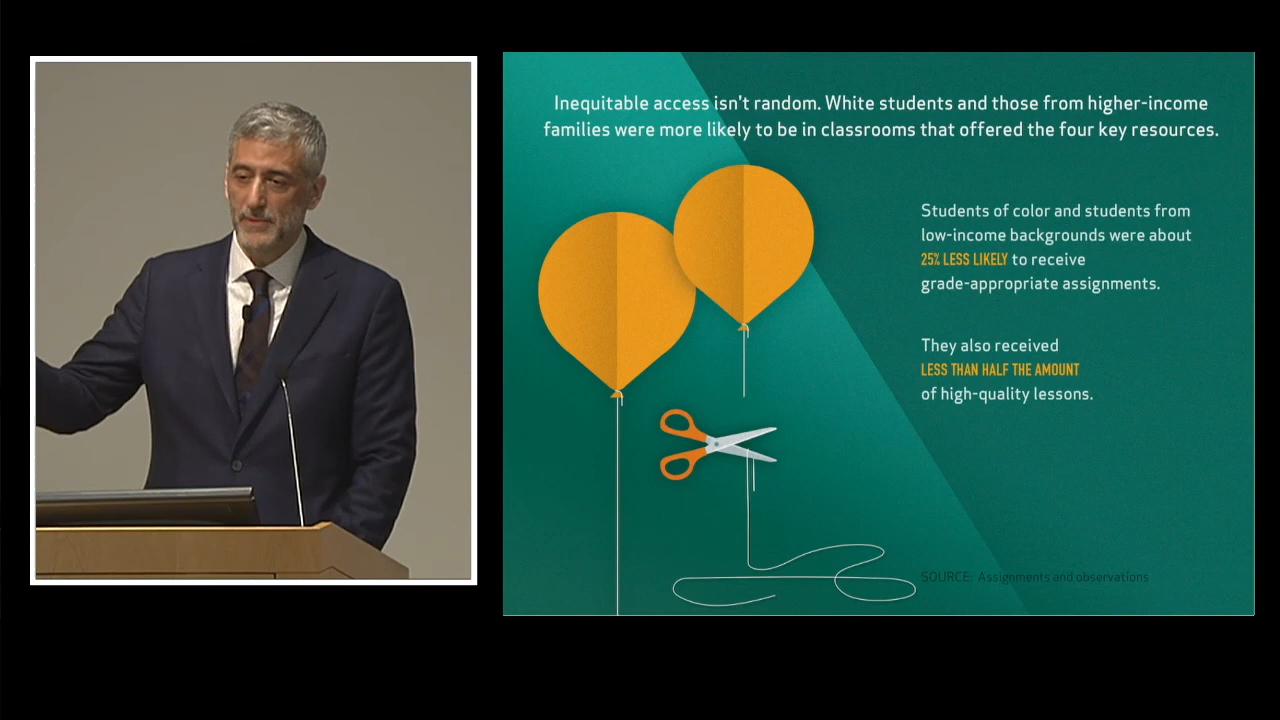 Inequitable access isn't random. White students and those from higher-income
families were more likely to be in classrooms that offered the four key resources.
Students of color and students from
low-income backgrounds were about
25% LESS LIKELY to receive
grade-appropriate assignments.
They also received
LESS THAN HALF THE AMOUNT
of high-quality lessons.
SOURCE: Assignments and observations